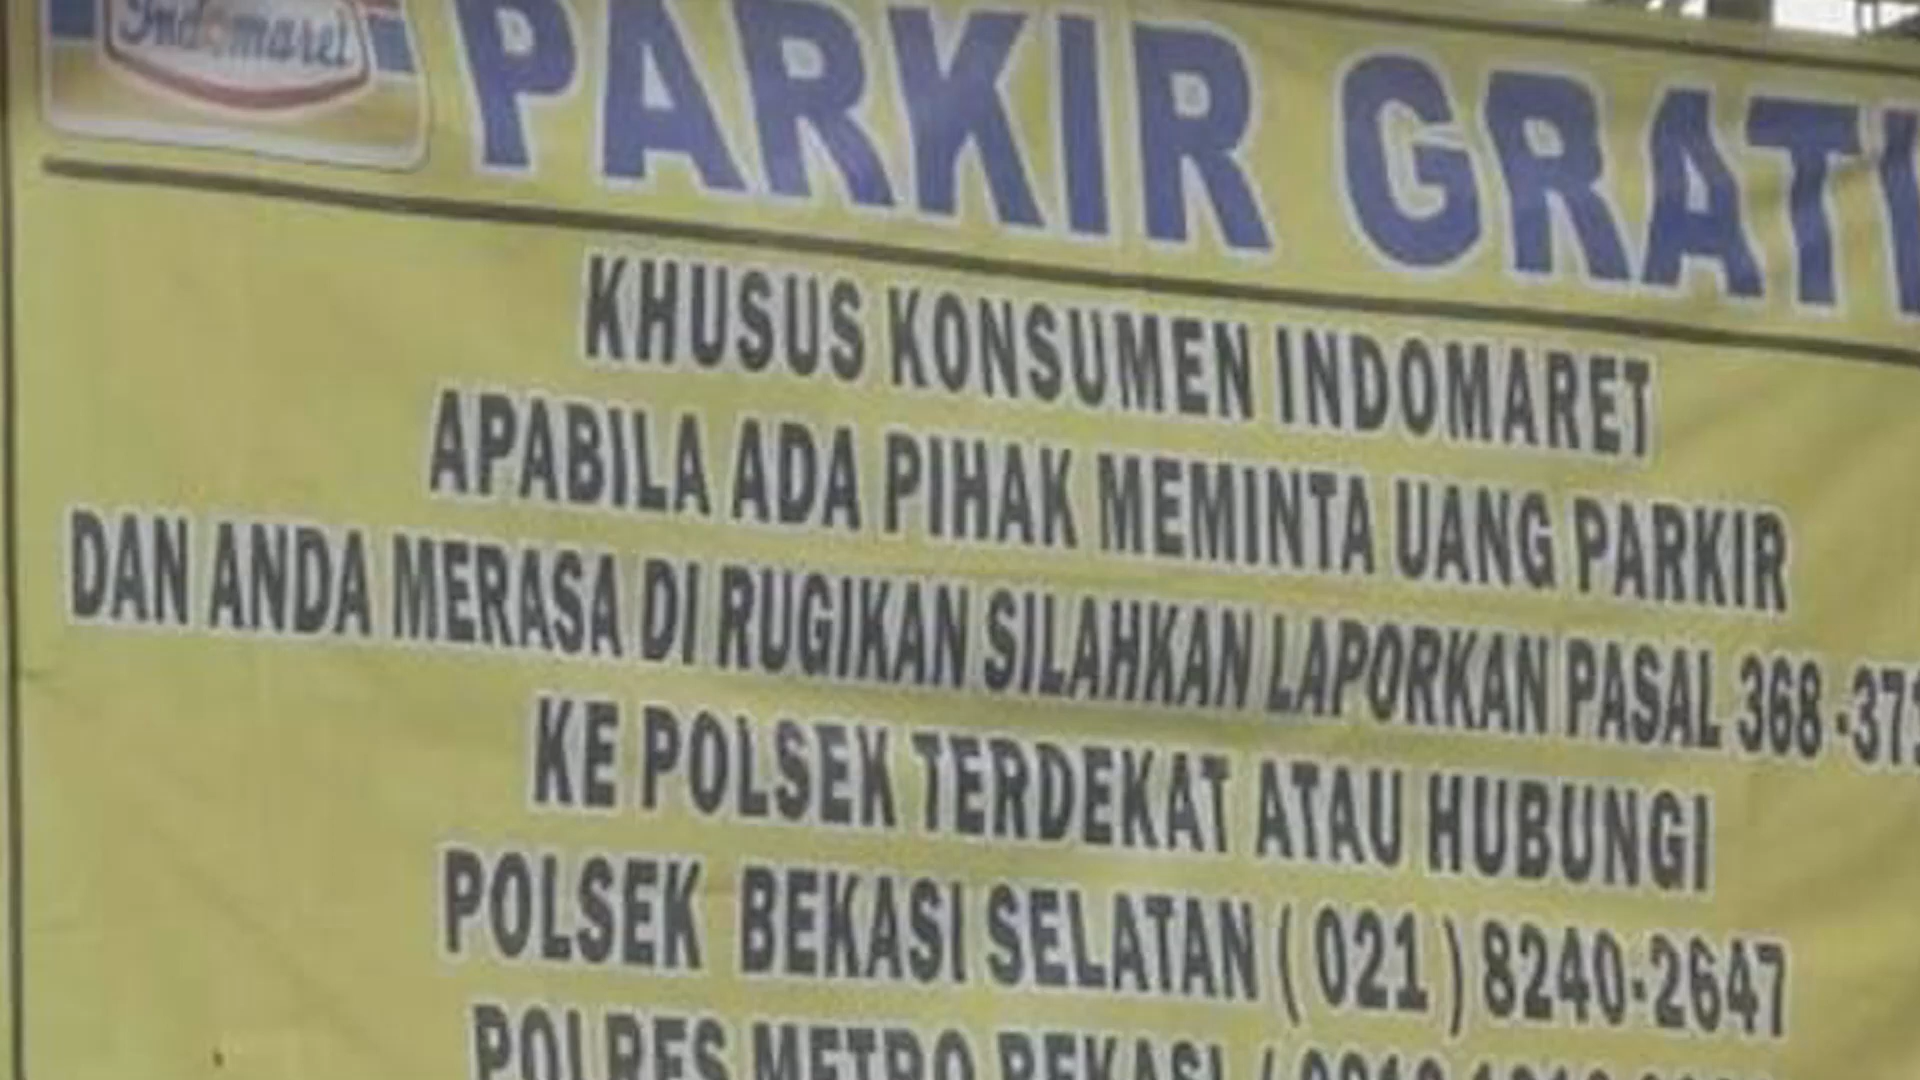 Indomaret
PARKIR GRATI
KHUSUS KONSUMEN INDOMARET
APABILA ADA PIHAK MEMINTA UANG PARKIR
DAN ANDA MERASA DI RUGIKAN SILAHKAN LAPORKAN PASAL 368 -371
KE POLSEK TERDEKAT ATAU HUBUNGI
POLSEK BEKASI SELATAN ( 021 ) 8240-2647
POLRES METRO BEKASI